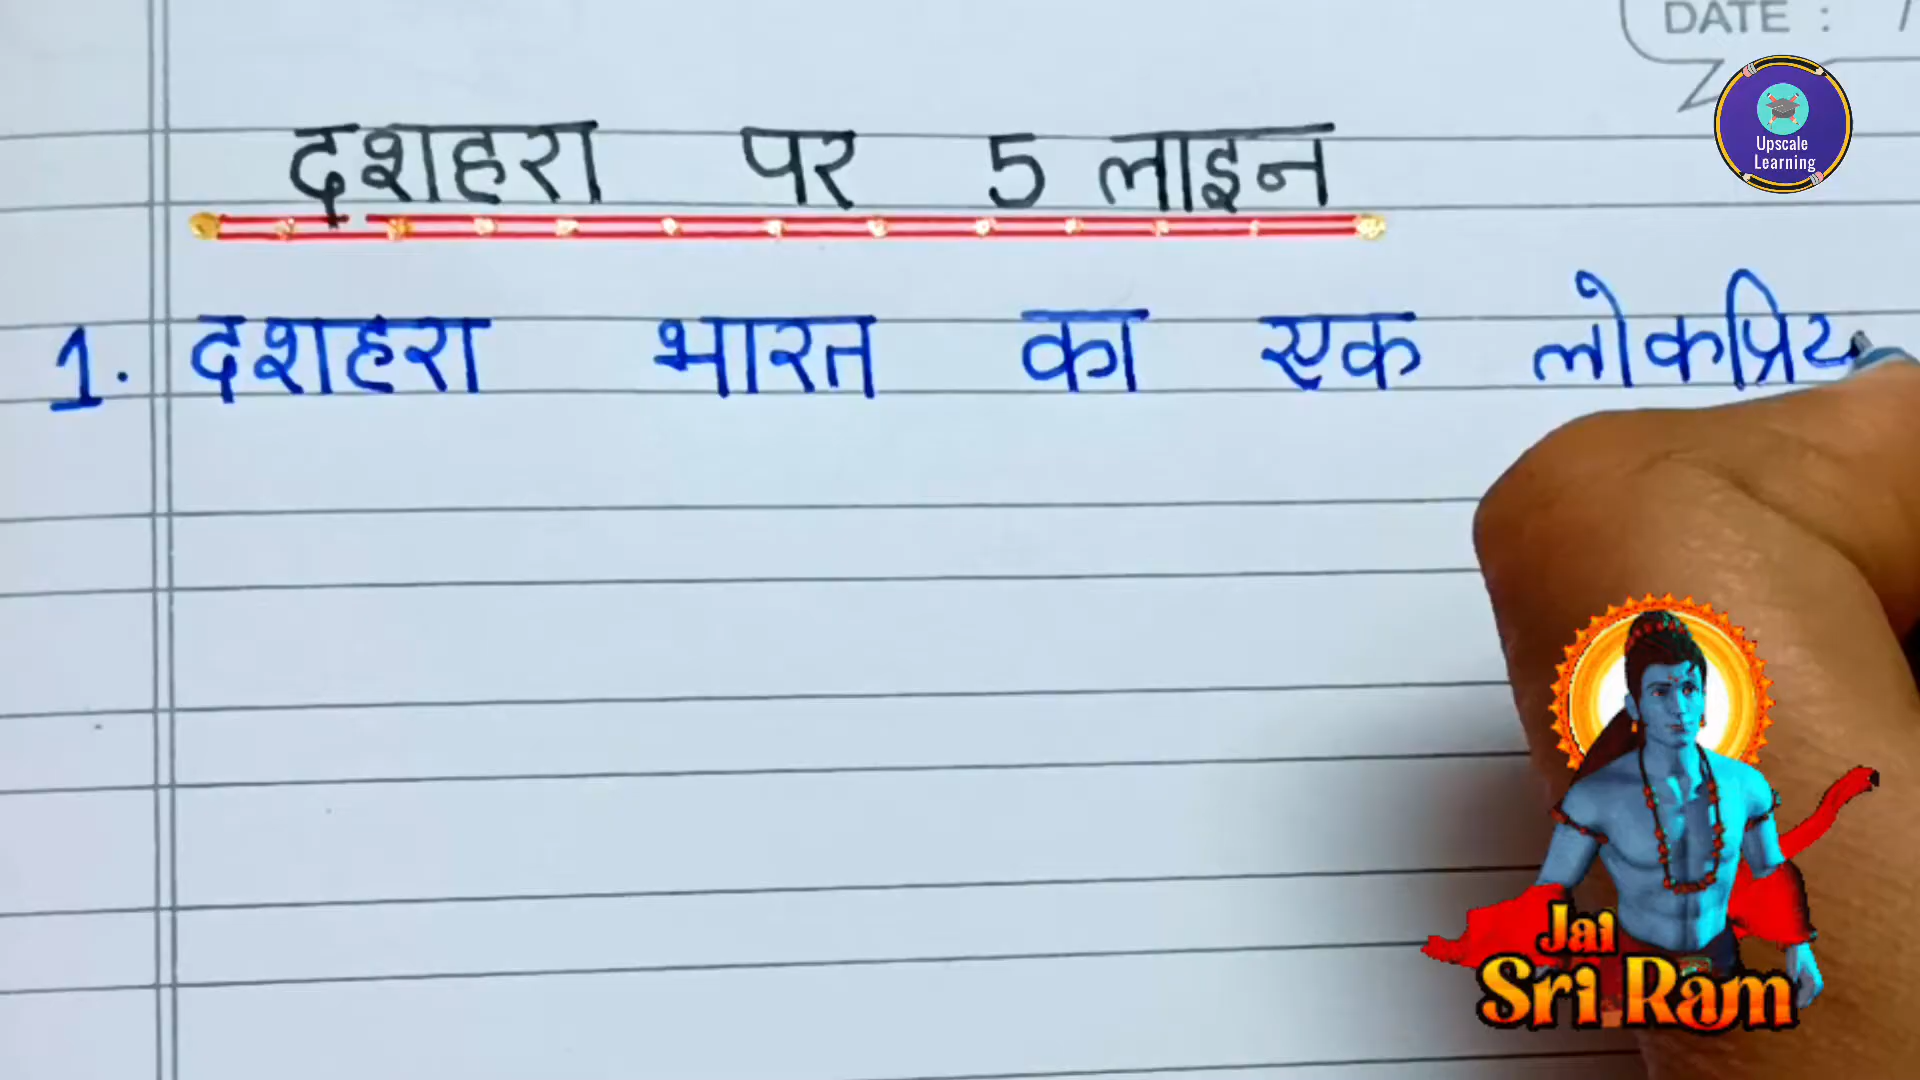 DATE :
Upscale
Learning
दशहरा पर 5 लाइन
1. दशहरा भारत का एक लोकप्रिय
Jai
Sri Ram